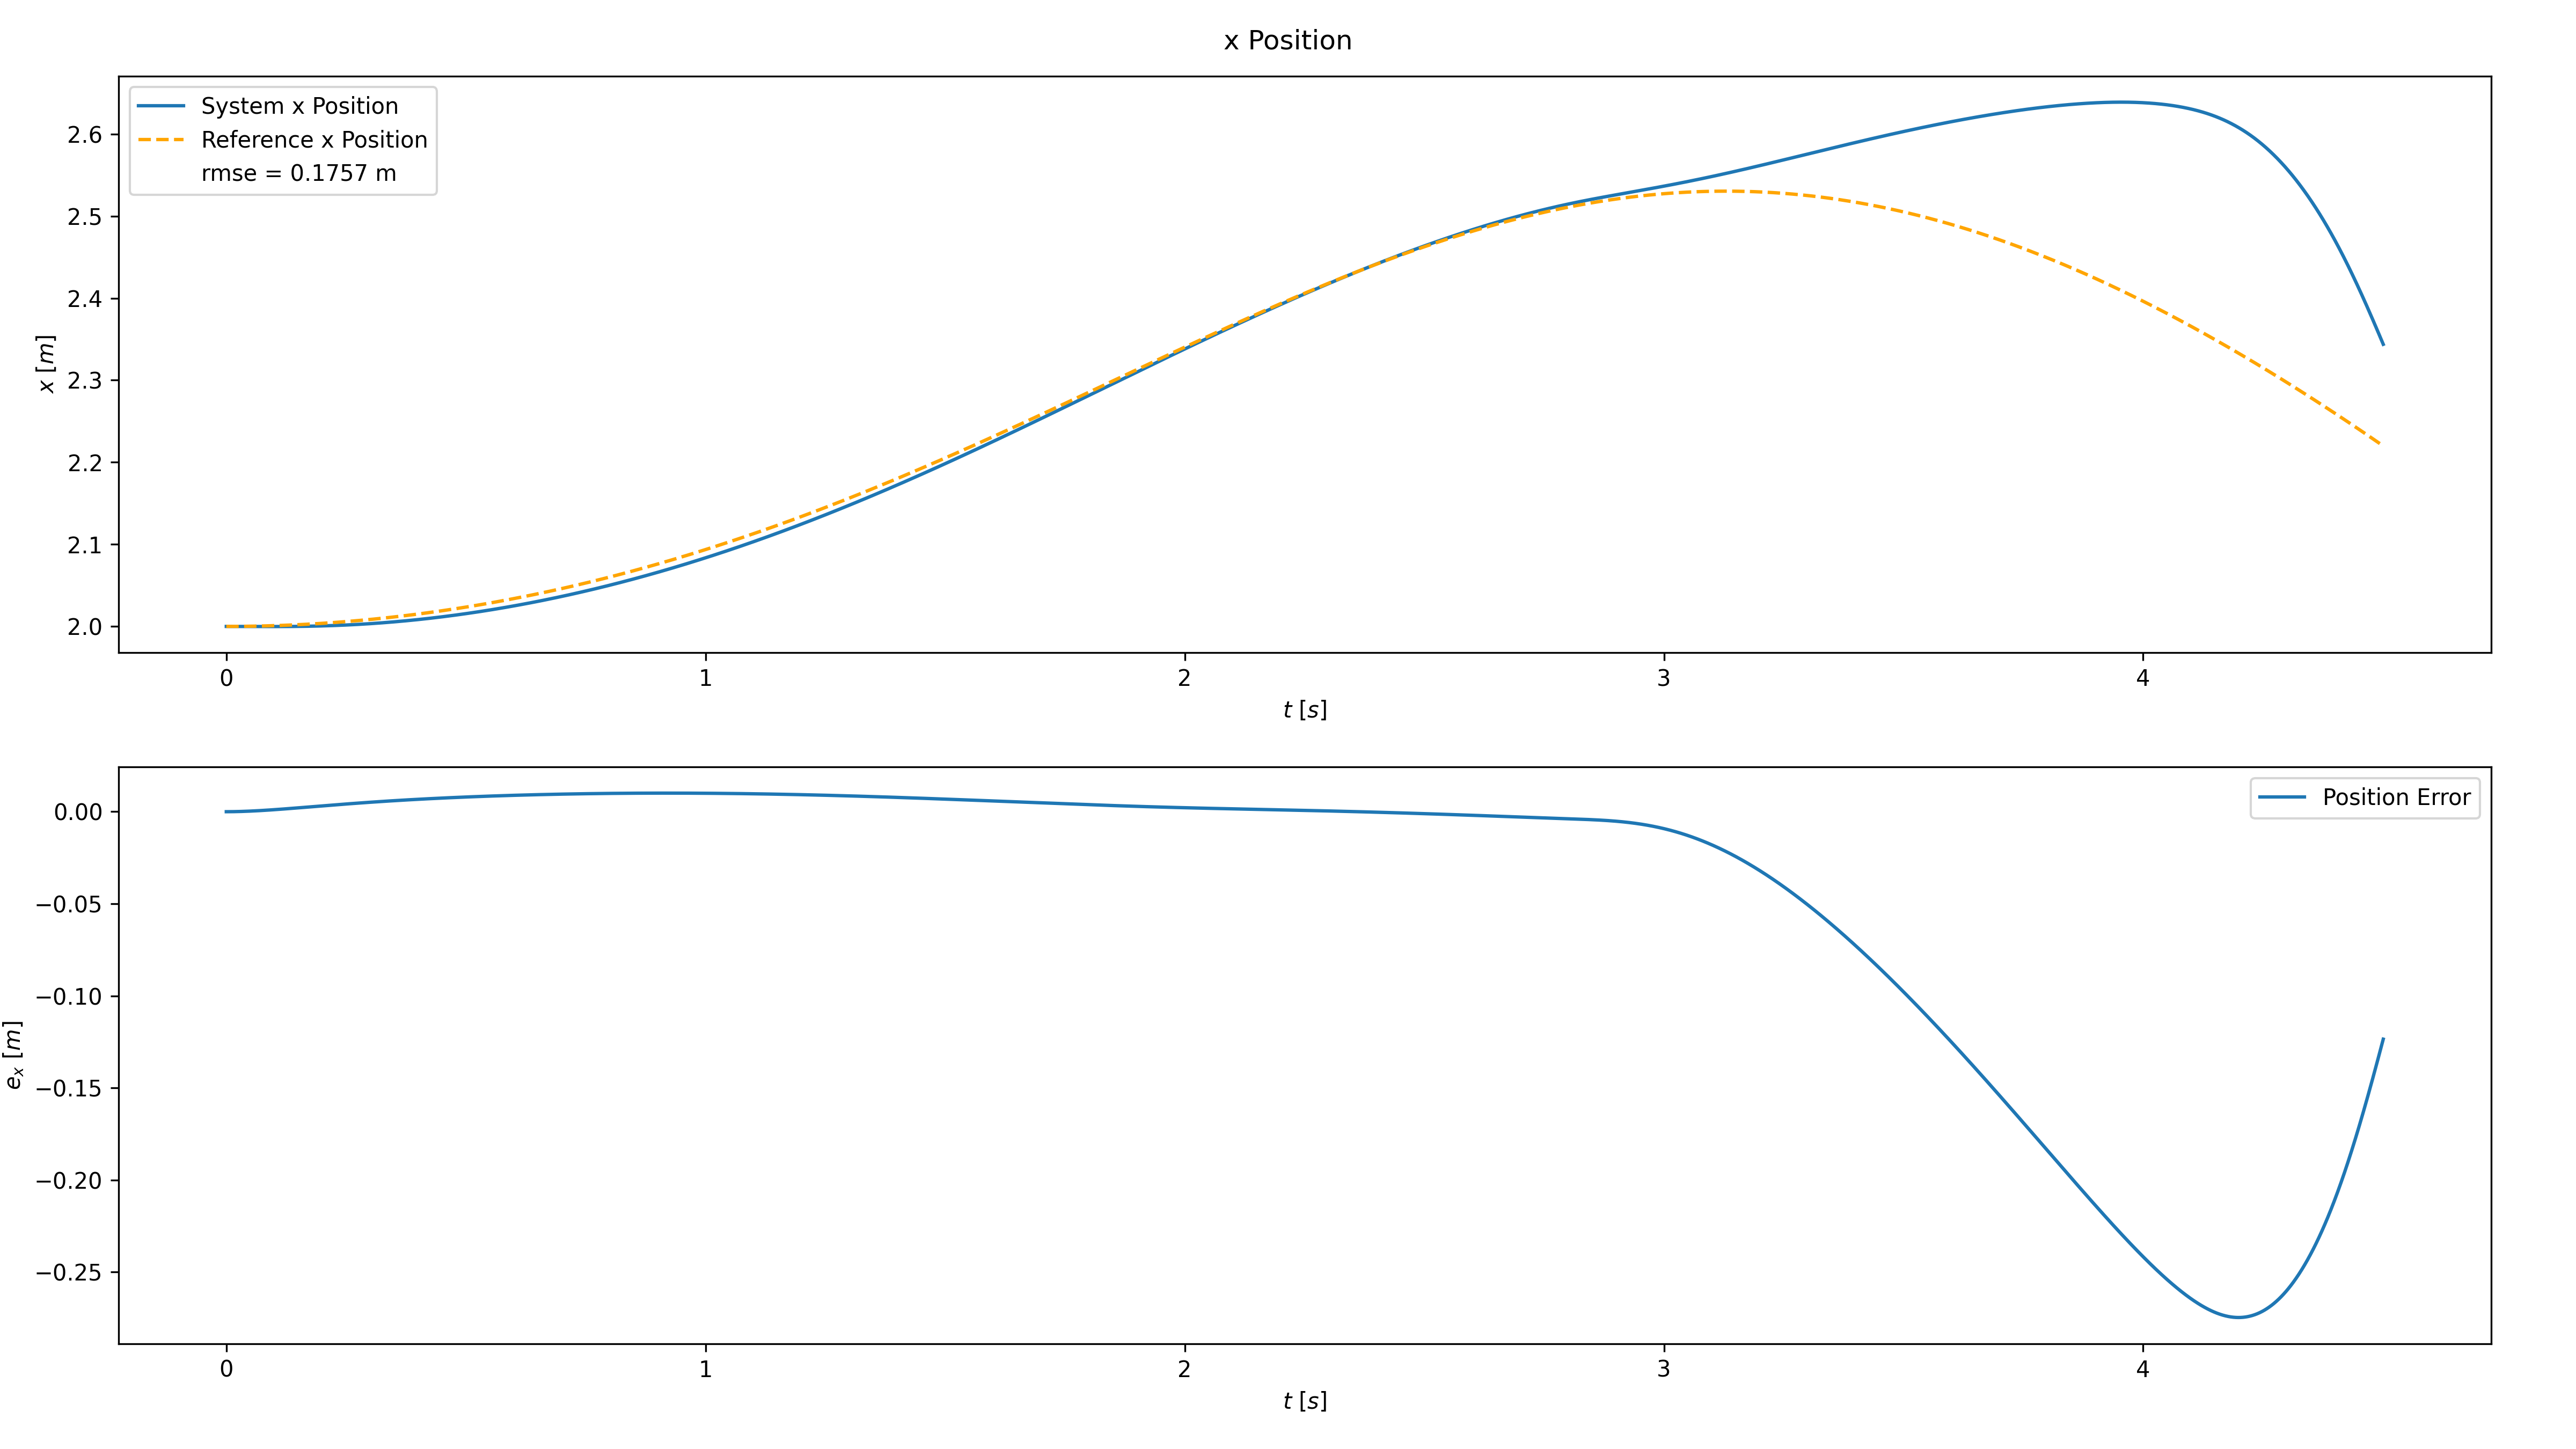 x Position
System x Position
Reference x Position
rmse = 0.1757 m
2.6
2.5
2.4
2.3
2.2
2.1
2.0
x [m]
0 1 2 3 4
t [s]
Position Error
0.00
−0.05
−0.10
−0.15
−0.20
−0.25
eₓ [m]
0 1 2 3 4
t [s]